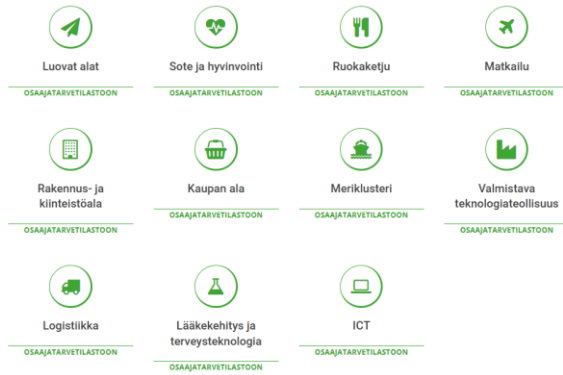 Luovat alat
OSAAJATARVETILASTOON
Sote ja hyvinvointi
OSAAJATARVETILASTOON
Ruokaketju
OSAAJATARVETILASTOON
Matkailu
OSAAJATARVETILASTOON
Rakennus- ja
kiinteistöala
OSAAJATARVETILASTOON
Kaupan ala
OSAAJATARVETILASTOON
Meriklusteri
OSAAJATARVETILASTOON
Valmistava
teknologiateollisuus
OSAAJATARVETILASTOON
Logistiikka
OSAAJATARVETILASTOON
Lääkekehitys ja
terveysteknologia
OSAAJATARVETILASTOON
ICT
OSAAJATARVETILASTOON